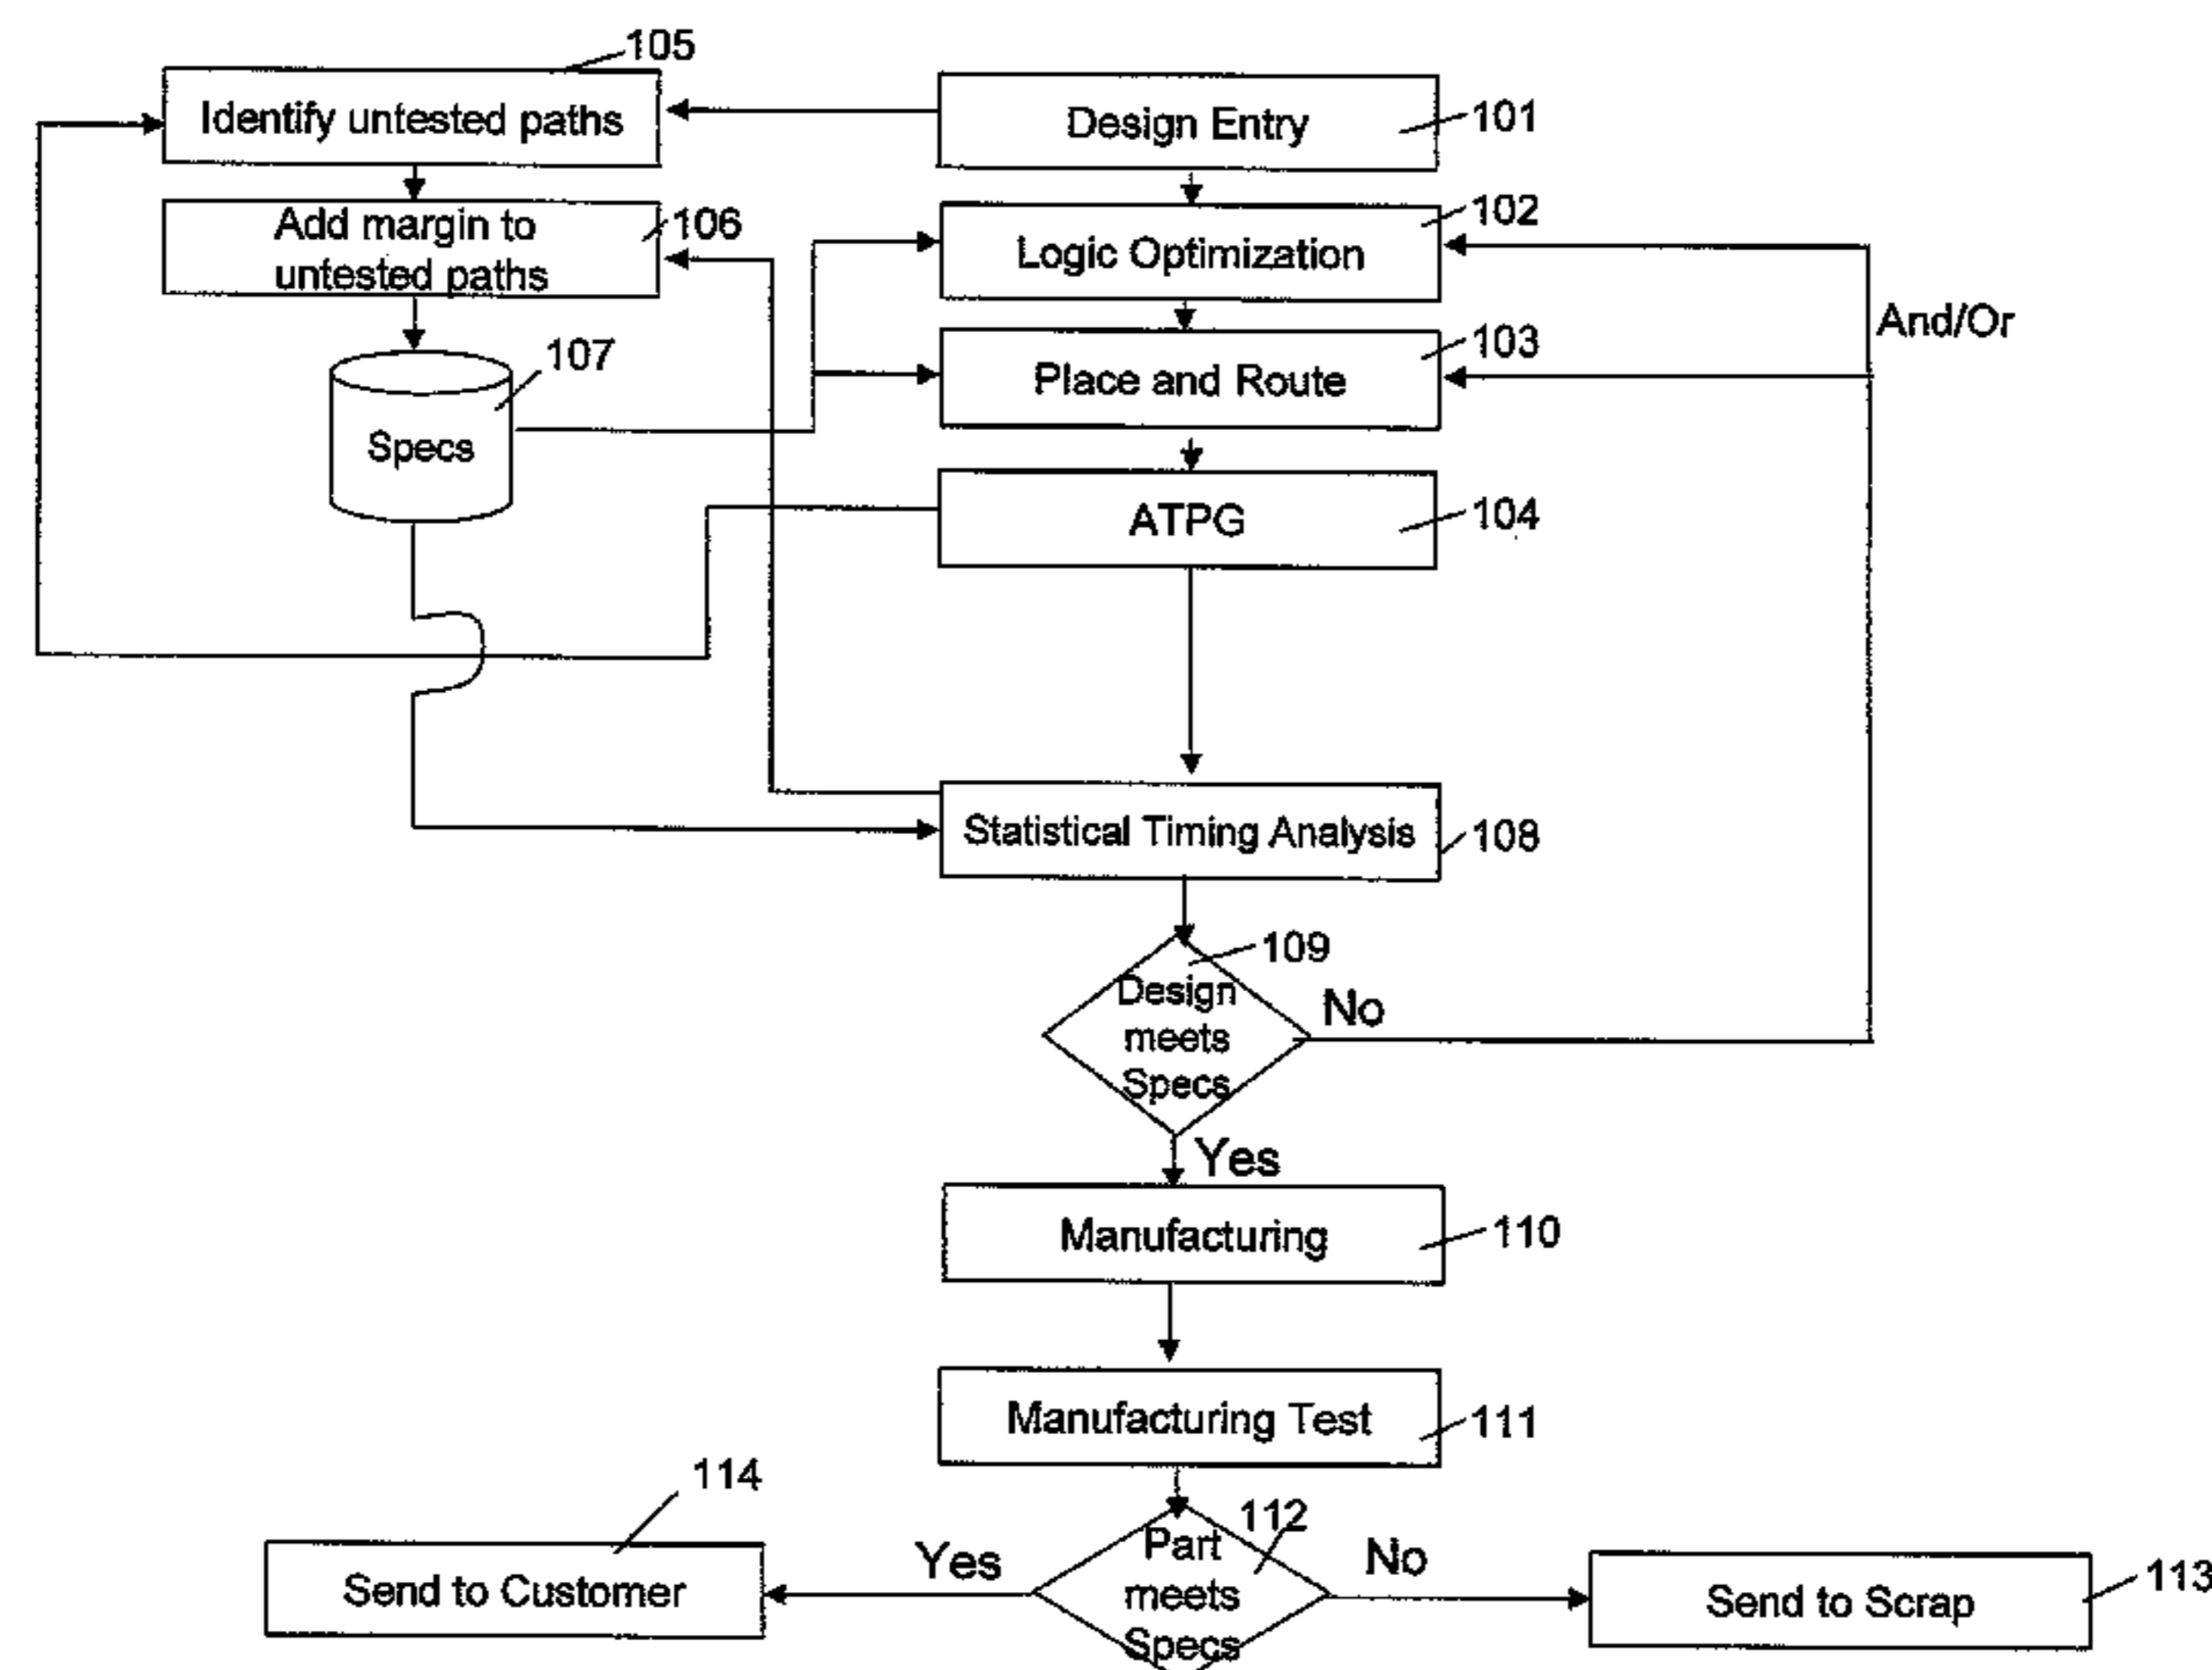 105
Identify untested paths
Design Entry
101
Add margin to
untested paths
106
Logic Optimization
102
And/Or
Place and Route
103
107
Specs
ATPG
104
Statistical Timing Analysis
108
109
Design
meets
Specs
No
Yes
Manufacturing
110
Manufacturing Test
111
114
112
Send to Customer
Yes
Part
meets
Specs
No
Send to Scrap
113